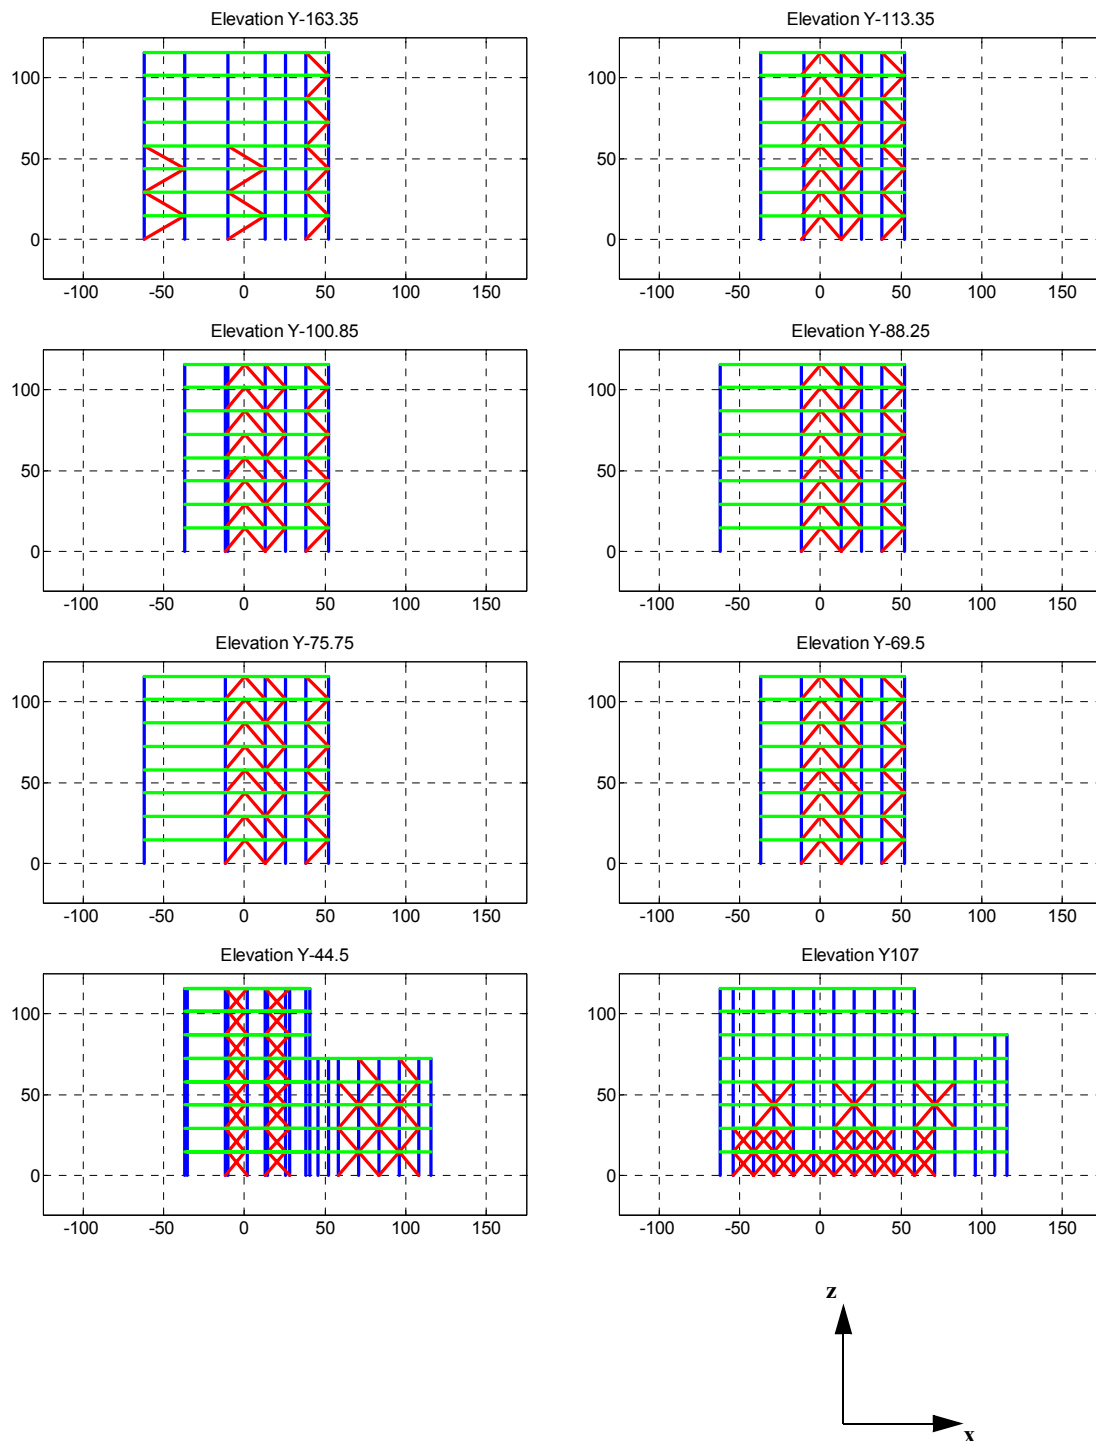 Elevation Y-163.35
Elevation Y-113.35
100
50
0
-100 -50 0 50 100 150
100
50
0
-100 -50 0 50 100 150
Elevation Y-100.85
Elevation Y-88.25
100
50
0
-100 -50 0 50 100 150
100
50
0
-100 -50 0 50 100 150
Elevation Y-75.75
Elevation Y-69.5
100
50
0
-100 -50 0 50 100 150
100
50
0
-100 -50 0 50 100 150
Elevation Y-44.5
Elevation Y107
100
50
0
-100 -50 0 50 100 150
100
50
0
-100 -50 0 50 100 150
z
x